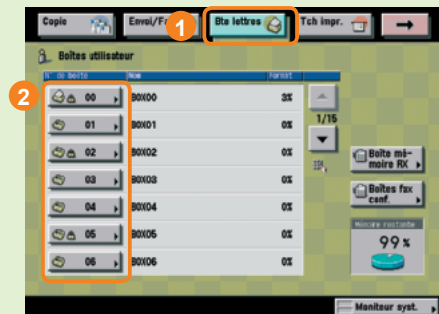 Copie
Envoi/Fa
1
Bte lettres
Tch impr.
Boîtes utilisateur
N° de boîte
Nom
Format
2
00
BOX00
3%
01
BOX01
0%
1/15
02
BOX02
0%
Boîte mé-
moire RX
03
BOX03
0%
Boîtes fax
conf.
04
BOX04
0%
Mémoire restante
05
BOX05
0%
99 %
06
BOX06
0%
Moniteur syst.